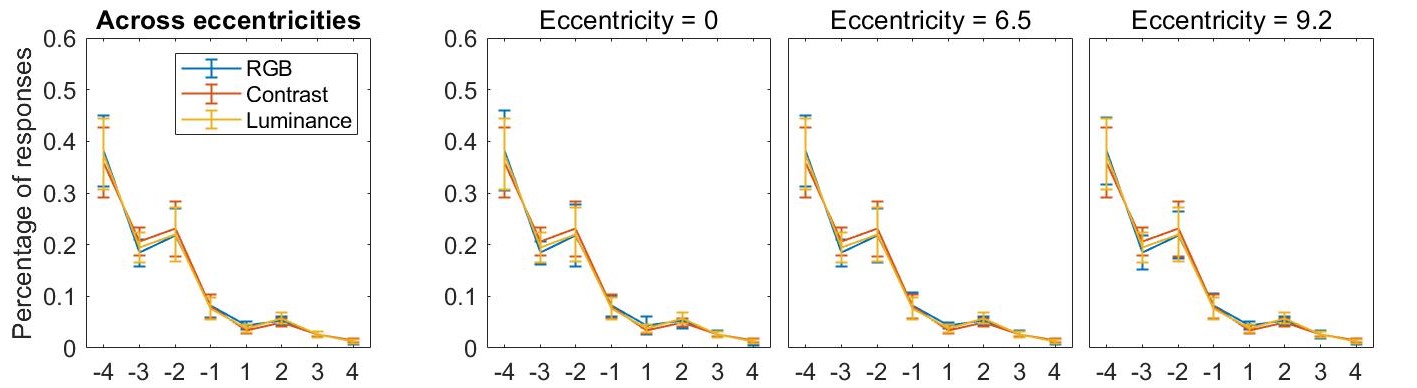 Across eccentricities
Eccentricity = 0
Eccentricity = 6.5
Eccentricity = 9.2
Percentage of responses
0.6
0.5
0.4
0.3
0.2
0.1
0
RGB
Contrast
Luminance
-4 -3 -2 -1 1 2 3 4
0.6
0.5
0.4
0.3
0.2
0.1
0
-4 -3 -2 -1 1 2 3 4
-4 -3 -2 -1 1 2 3 4
-4 -3 -2 -1 1 2 3 4